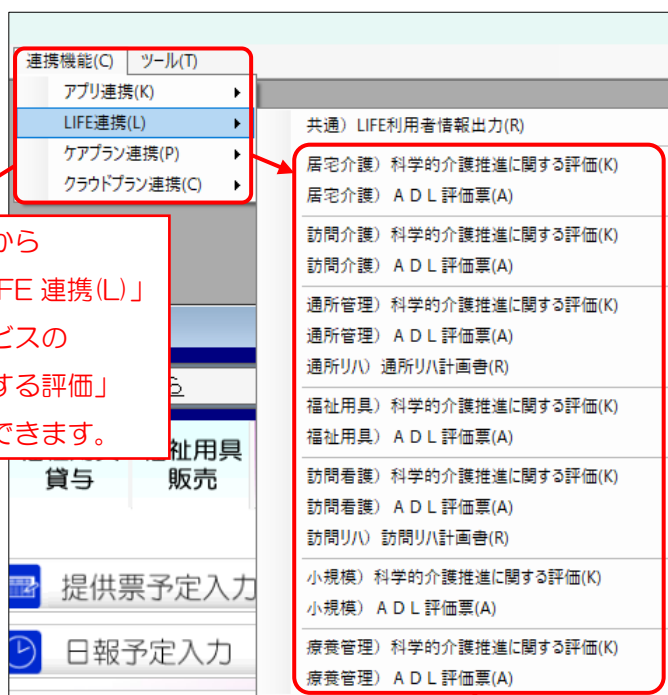 連携機能(C) ツール(T)
アプリ連携(K)
LIFE連携(L)
ケアプラン連携(P)
クラウドプラン連携(C)
共通）LIFE利用者情報出力(R)
居宅介護）科学的介護推進に関する評価(K)
居宅介護）ＡＤＬ評価票(A)
訪問介護）科学的介護推進に関する評価(K)
訪問介護）ＡＤＬ評価票(A)
通所管理）科学的介護推進に関する評価(K)
通所管理）ＡＤＬ評価票(A)
通所リハ）通所リハ計画書(R)
福祉用具）科学的介護推進に関する評価(K)
福祉用具）ＡＤＬ評価票(A)
訪問看護）科学的介護推進に関する評価(K)
訪問看護）ＡＤＬ評価票(A)
訪問リハ）訪問リハ計画書(R)
小規模）科学的介護推進に関する評価(K)
小規模）ＡＤＬ評価票(A)
療養管理）科学的介護推進に関する評価(K)
療養管理）ＡＤＬ評価票(A)
から
FE 連携(L)」
ビスの
する評価」
できます。
祉用具
貸与
販売
提供票予定入力
日報予定入力